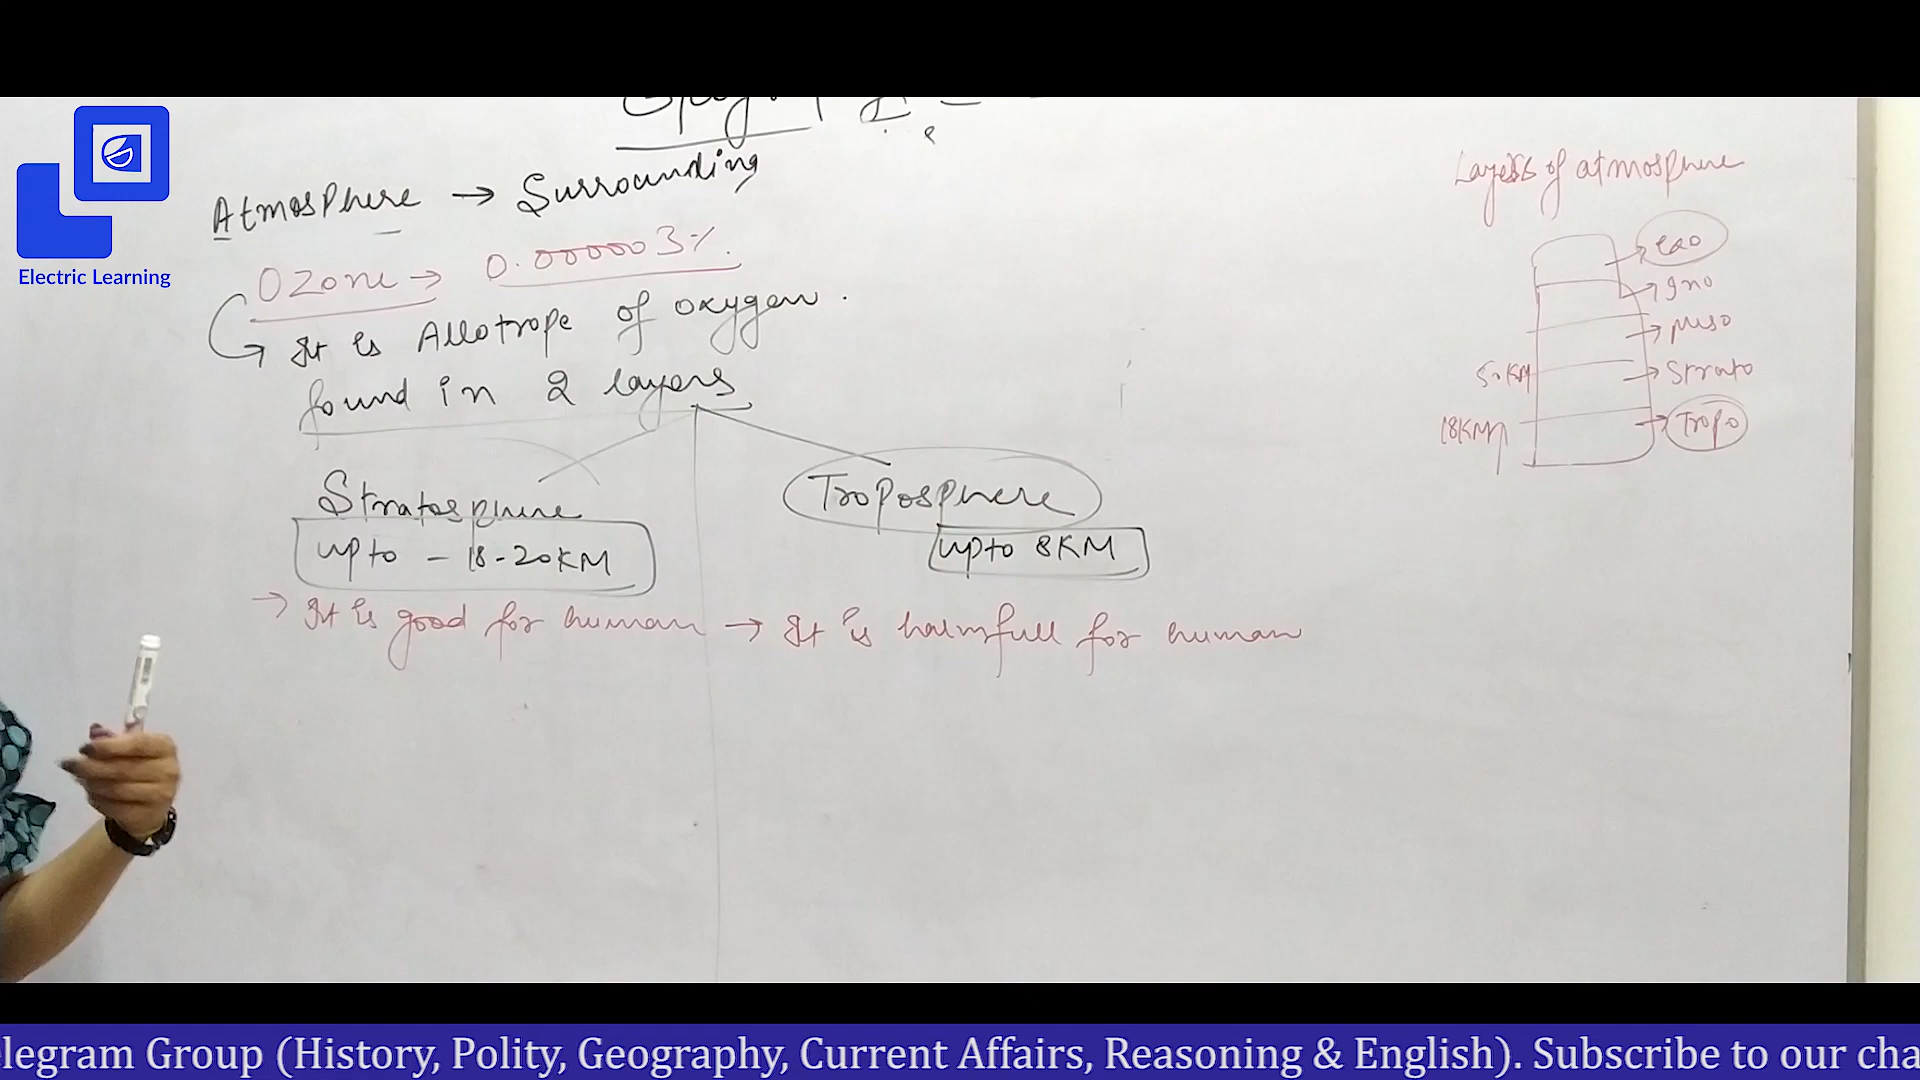 Electric Learning
Atmosphere → Surrounding
Ozone → 0.000003%.
It is Allotrope of oxygen.
found in 2 layers
Stratosphere
upto - 18-20KM
→ It is good for human
Troposphere
upto 8KM
→ It is harmfull for human
Layers of atmosphere
exo
Ino
meso
50KM
Strato
18KM
Tropo
elegram Group (History, Polity, Geography, Current Affairs, Reasoning & English). Subscribe to our cha